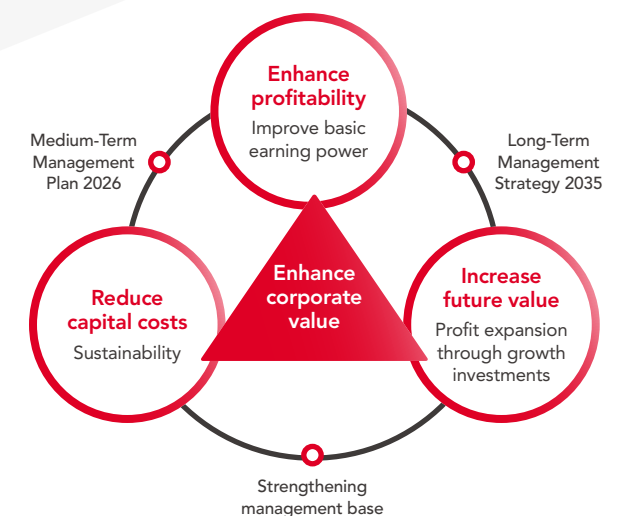 Enhance
profitability
Improve basic
earning power
Medium-Term
Management
Plan 2026
Long-Term
Management
Strategy 2035
Enhance
corporate
value
Reduce
capital costs
Sustainability
Increase
future value
Profit expansion
through growth
investments
Strengthening
management base